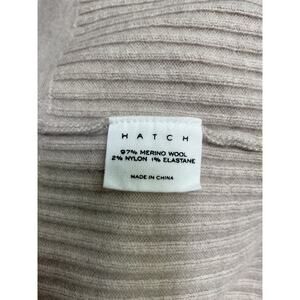 HATCH
97% MERINO WOOL
2% NYLON 1% ELASTANE
MADE IN CHINA